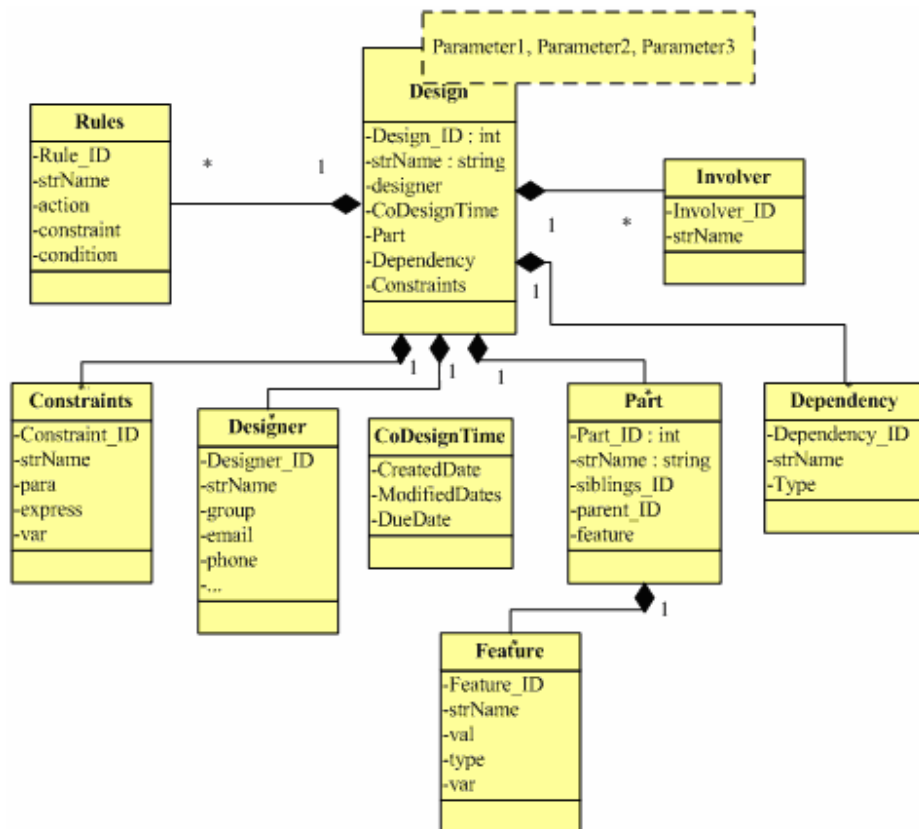 Parameter1, Parameter2, Parameter3
Design
-Design_ID : int
-strName : string
-designer
-CoDesignTime
-Part
-Dependency
-Constraints
Rules
-Rule_ID
-strName
-action
-constraint
-condition
* 1
Involver
-Involver_ID
-strName
1 *
1
1
1
1
Constraints
-Constraint_ID
-strName
-para
-express
-var
*
Designer
-Designer_ID
-strName
-group
-email
-phone
-...
CoDesignTime
-CreatedDate
-ModifiedDates
-DueDate
*
Part
-Part_ID : int
-strName : string
-siblings_ID
-parent_ID
-feature
*
Dependency
-Dependency_ID
-strName
-Type
1
*
Feature
-Feature_ID
-strName
-val
-type
-var